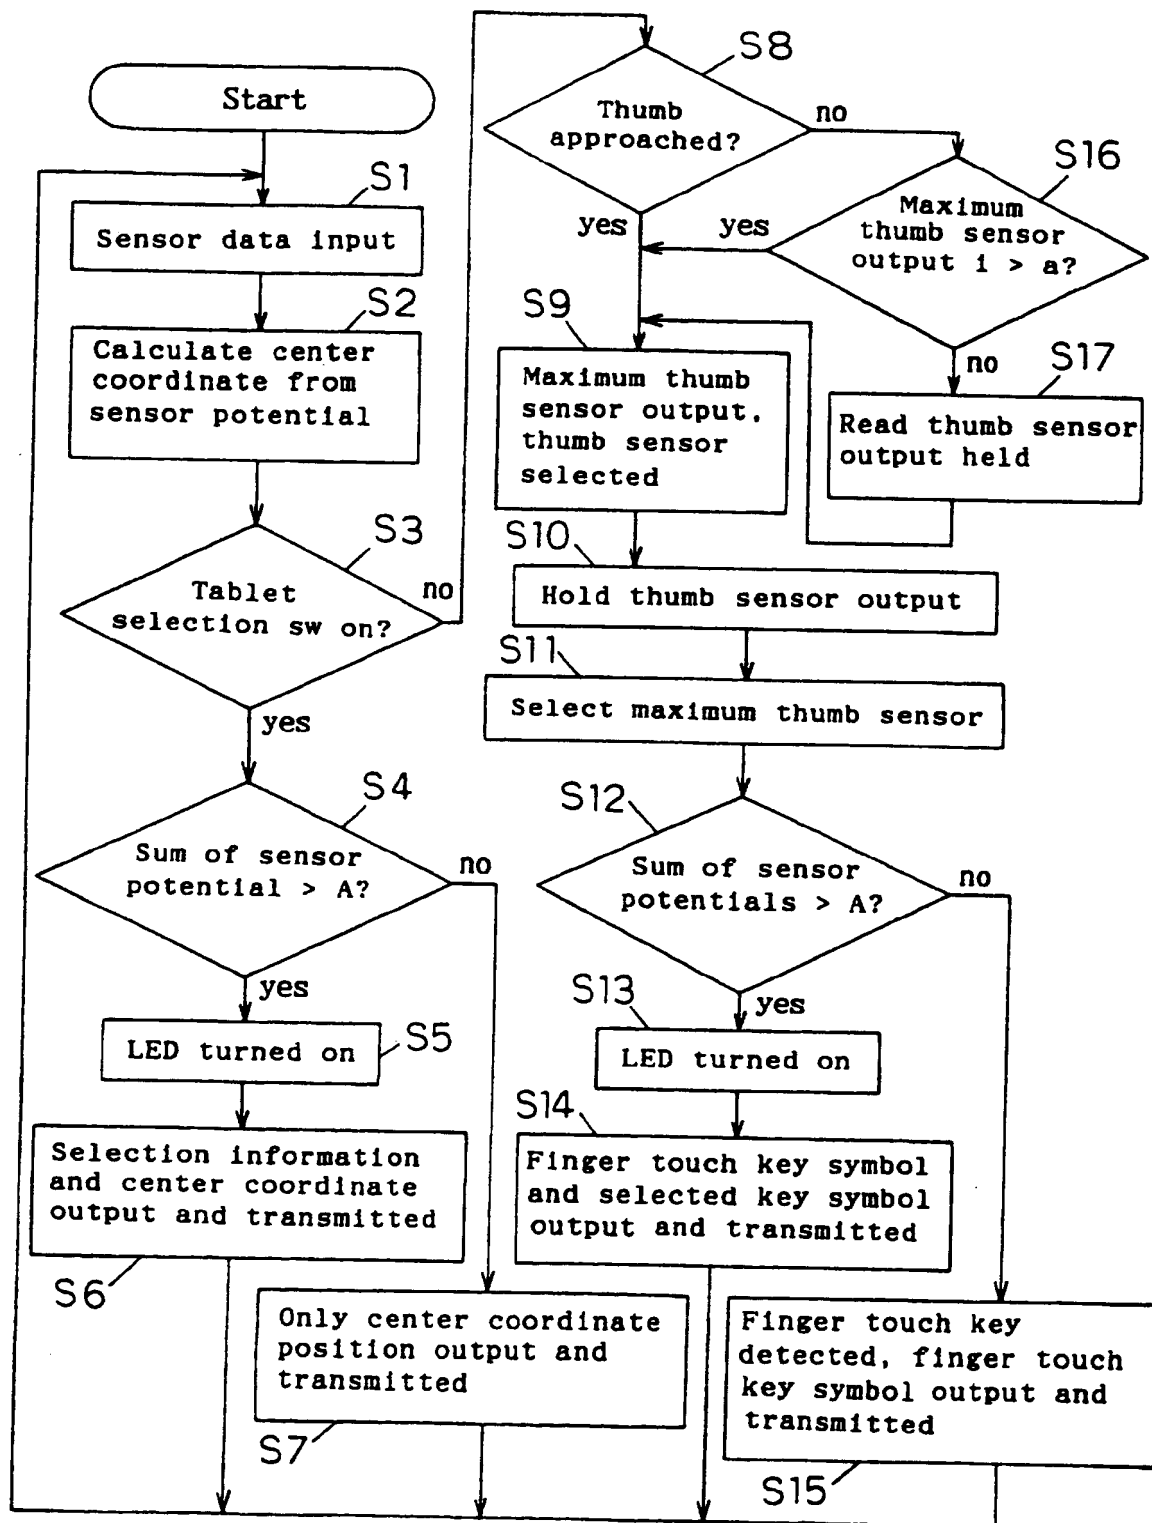 Start
S1
Sensor data input
S2
Calculate center
coordinate from
sensor potential
S3
Tablet
selection sw on?
no
yes
S4
Sum of sensor
potential > A?
no
yes
LED turned on
S5
Selection information
and center coordinate
output and transmitted
S6
Only center coordinate
position output and
transmitted
S7
S8
Thumb
approached?
no
yes
S16
Maximum
thumb sensor
output i > a?
yes
no
S17
Read thumb sensor
output held
S9
Maximum thumb
sensor output,
thumb sensor
selected
S10
Hold thumb sensor output
S11
Select maximum thumb sensor
S12
Sum of sensor
potentials > A?
no
yes
S13
LED turned on
S14
Finger touch key symbol
and selected key symbol
output and transmitted
Finger touch key
detected, finger touch
key symbol output and
transmitted
S15